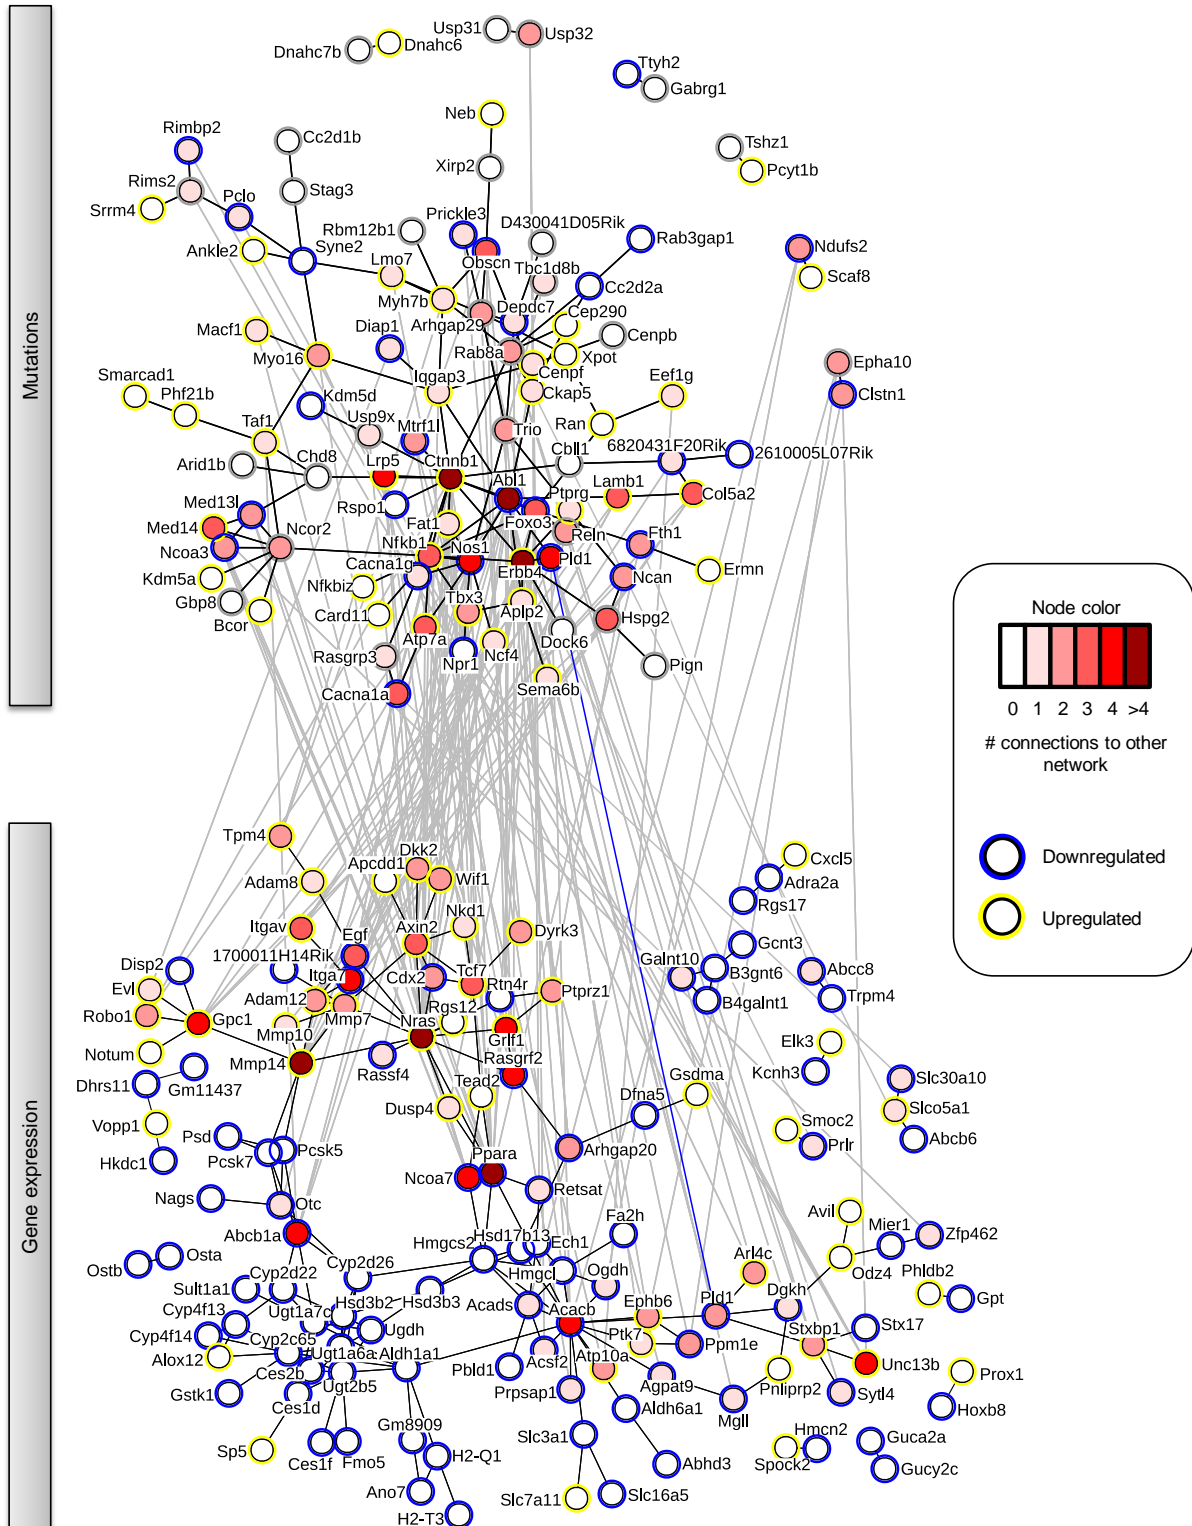 Mutations
Usp31
Usp32
Dnahc7b
Dnahc6
Ttyh2
Gabrg1
Neb
Tshz1
Pcyt1b
Rimbp2
Cc2d1b
Xirp2
Rims2
Pclo
Stag3
Srrm4
Prickle3
D430041D05Rik
Rbm12b1
Rab3gap1
Ndufs2
Ankle2
Syne2
Lmo7
Obscn
Tbc1d8b
Scaf8
Cc2d2a
Myh7b
Depdc7
Cep290
Macf1
Diap1
Arhgap29
Cenpb
Myo16
Rab8a
Xpot
Epha10
Smarcad1
Iqgap3
Cenpf
Eef1g
Clstn1
Phf21b
Kdm5d
Ckap5
Taf1
Usp9x
Mtrf1l
Trio
Ran
6820431F20Rik
2610005L07Rik
Arid1b
Chd8
Lrp5
Ctnnb1
Cbll1
Abl1
Lamb1
Col5a2
Med13l
Rspo1
Ptprg
Med14
Ncor2
Fat1
Foxo3
Ncoa3
Nfkb1
Nos1
Reln
Fth1
Kdm5a
Cacna1g
Erbb4
Pld1
Ermn
Gbp8
Nfkbiz
Ncan
Bcor
Card11
Tbx3
Aplp2
Hspg2
Atp7a
Dock6
Rasgrp3
Npr1
Ncf4
Pign
Cacna1a
Sema6b
Node color
0 1 2 3 4 >4
# connections to other
network
Downregulated
Upregulated
Gene expression
Tpm4
Dkk2
Apcdd1
Wif1
Cxcl5
Adam8
Adra2a
Rgs17
Itgav
Egf
Axin2
Nkd1
Dyrk3
Gcnt3
Disp2
1700011H14Rik
Galnt10
B3gnt6
Abcc8
Evl
Itga7
Cdx2
Tcf7
Rtn4r
Ptprz1
B4galnt1
Trpm4
Robo1
Gpc1
Adam12
Mmp7
Rgs12
Mmp10
Nras
Grlf1
Elk3
Notum
Mmp14
Rassf4
Rasgrf2
Kcnh3
Dhrs11
Gm11437
Tead2
Gsdma
Slc30a10
Dfna5
Vopp1
Dusp4
Smoc2
Slco5a1
Psd
Pcsk5
Prlr
Abcb6
Hkdc1
Pcsk7
Ppara
Arhgap20
Nags
Otc
Ncoa7
Retsat
Avil
Abcb1a
Hsd17b13
Fa2h
Mier1
Zfp462
Osta
Ostb
Cyp2d26
Hmgcs2
Ech1
Arl4c
Odz4
Sult1a1
Cyp2d22
Hmgcl
Ogdh
Phldb2
Cyp4f13
Ugt1a7c
Hsd3b2
Hsd3b3
Acads
Acacb
Ephb6
Pld1
Dgkh
Gpt
Cyp4f14
Cyp2c65
Ugdh
Ptk7
Ppm1e
Stxbp1
Stx17
Alox12
Ces2b
Ugt1a6a
Aldh1a1
Pbld1
Acsf2
Atp10a
Unc13b
Gstk1
Ugt2b5
Prpsap1
Agpat9
Pnliprp2
Prox1
Ces1d
Mgll
Sytl4
Aldh6a1
Hoxb8
Sp5
Gm8909
Slc3a1
Hmcn2
Guca2a
Ces1f
Fmo5
H2-Q1
Abhd3
Spock2
Gucy2c
Ano7
Slc7a11
Slc16a5
H2-T3